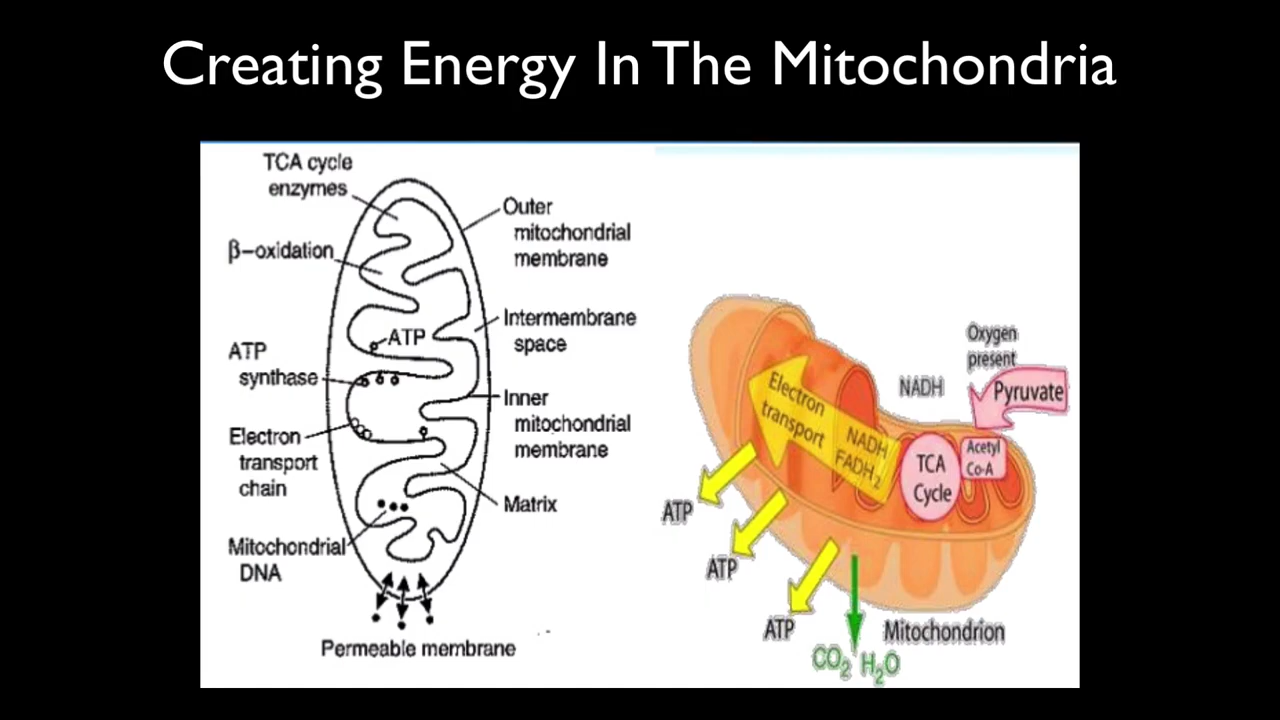 Creating Energy In The Mitochondria
TCA cycle
enzymes
β-oxidation
ATP
ATP
synthase
Electron
transport
chain
Mitochondrial
DNA
Permeable membrane
Outer
mitochondrial
membrane
Intermembrane
space
Inner
mitochondrial
membrane
Matrix
Oxygen
present
Pyruvate
NADH
Acetyl
Co-A
TCA
Cycle
NADH
FADH₂
Electron
transport
ATP
ATP
ATP
CO₂ H₂O
Mitochondrion